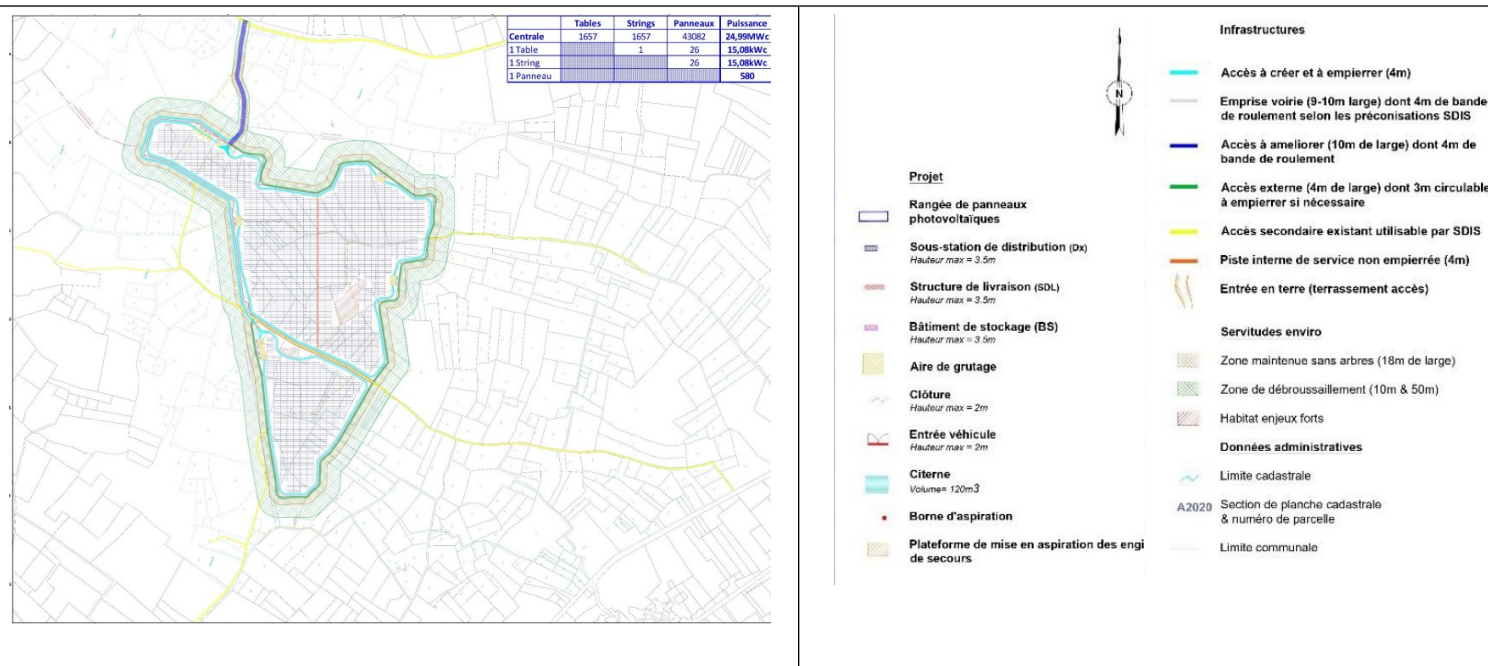 Tables Strings Panneaux Puissance
Centrale 1657 1657 43082 24,99MWc
1 Table 1 26 15,08kWc
1 String 26 15,08kWc
1 Panneau 580
N
Projet
Rangée de panneaux
photovoltaïques
Sous-station de distribution (Dx)
Hauteur max = 3.5m
Structure de livraison (SDL)
Hauteur max = 3.5m
Bâtiment de stockage (BS)
Hauteur max = 3.5m
Aire de grutage
Clôture
Hauteur max = 2m
Entrée véhicule
Hauteur max = 2m
Citerne
Volume= 120m3
Borne d'aspiration
Plateforme de mise en aspiration des engi
de secours
Infrastructures
Accès à créer et à empierrer (4m)
Emprise voirie (9-10m large) dont 4m de bande
de roulement selon les préconisations SDIS
Accès à ameliorer (10m de large) dont 4m de
bande de roulement
Accès externe (4m de large) dont 3m circulable
à empierrer si nécessaire
Accès secondaire existant utilisable par SDIS
Piste interne de service non empierrée (4m)
Entrée en terre (terrassement accès)
Servitudes enviro
Zone maintenue sans arbres (18m de large)
Zone de débroussaillement (10m & 50m)
Habitat enjeux forts
Données administratives
Limite cadastrale
A2020 Section de planche cadastrale
& numéro de parcelle
Limite communale